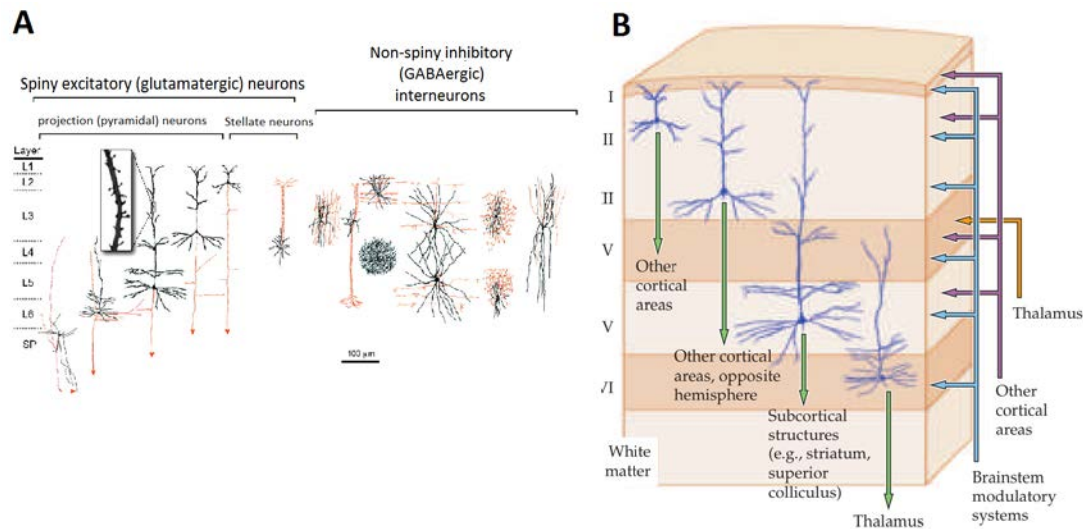 A
Non-spiny inhibitory
(GABAergic)
interneurons
Spiny excitatory (glutamatergic) neurons
projection (pyramidal) neurons
Stellate neurons
Layer
L1
L2
L3
L4
L5
L6
SP
100 μm
B
I
II
II
V
V
VI
White
matter
Other
cortical
areas
Other cortical
areas, opposite
hemisphere
Subcortical
structures
(e.g., striatum,
superior
colliculus)
Thalamus
Thalamus
Other
cortical
areas
Brainstem
modulatory
systems